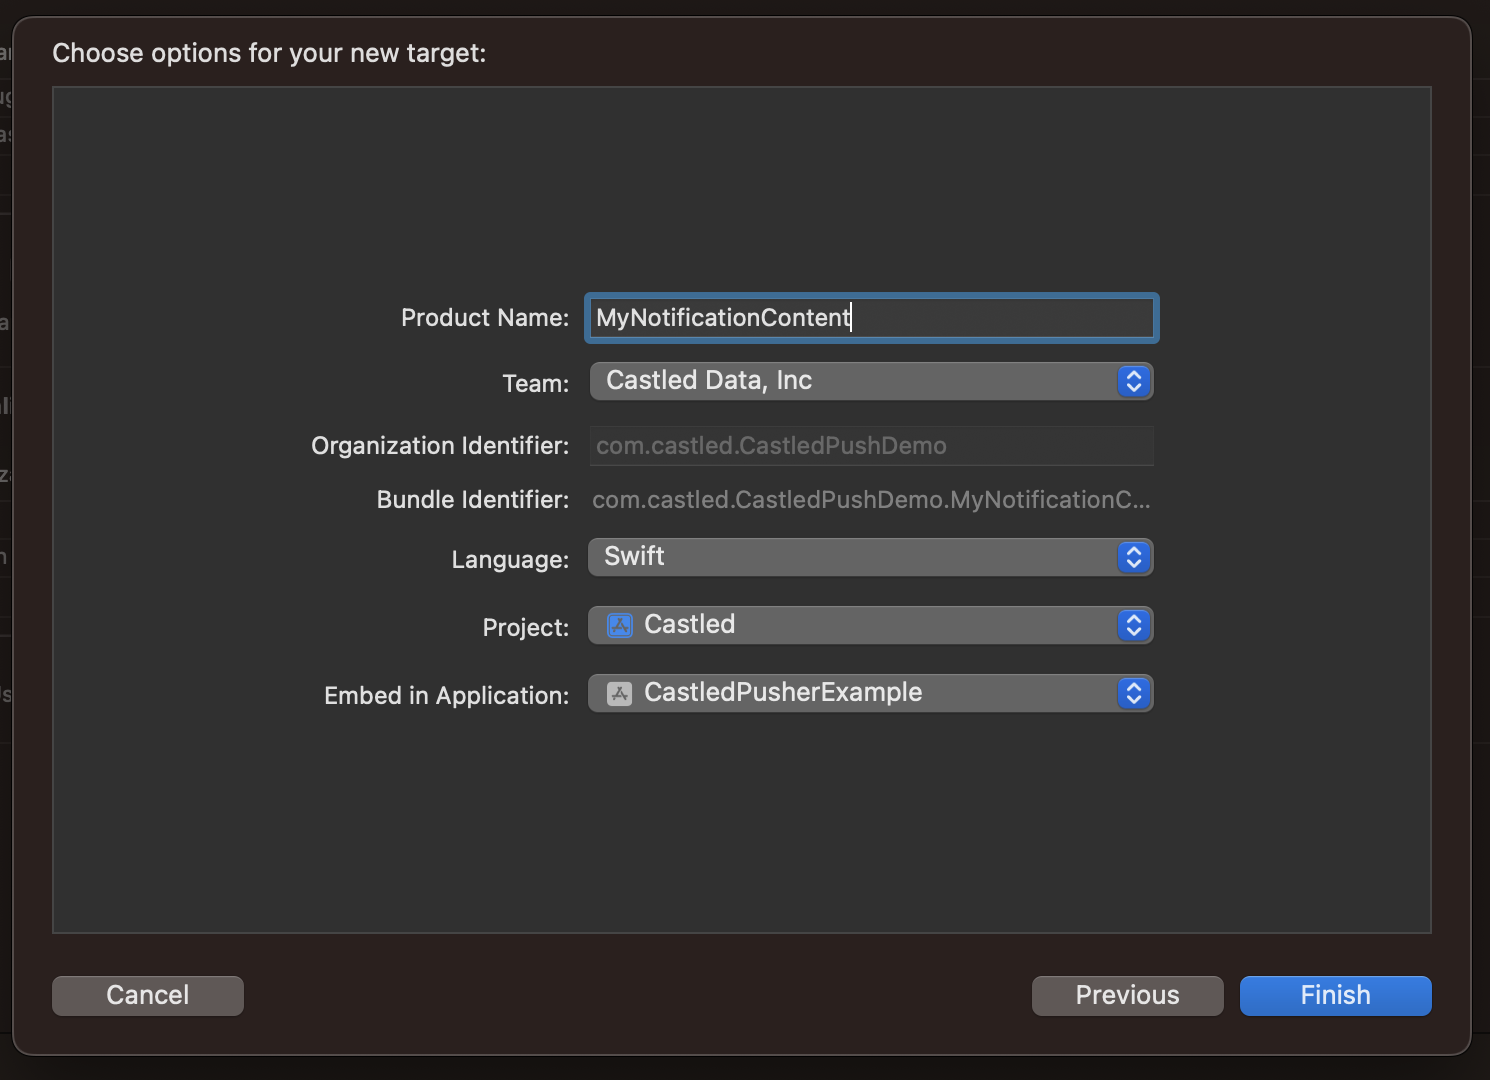 Choose options for your new target:
Product Name: MyNotificationContent
Team: Castled Data, Inc
Organization Identifier: com.castled.CastledPushDemo
Bundle Identifier: com.castled.CastledPushDemo.MyNotificationC...
Language: Swift
Project: Castled
Embed in Application: CastledPusherExample
Cancel Previous Finish